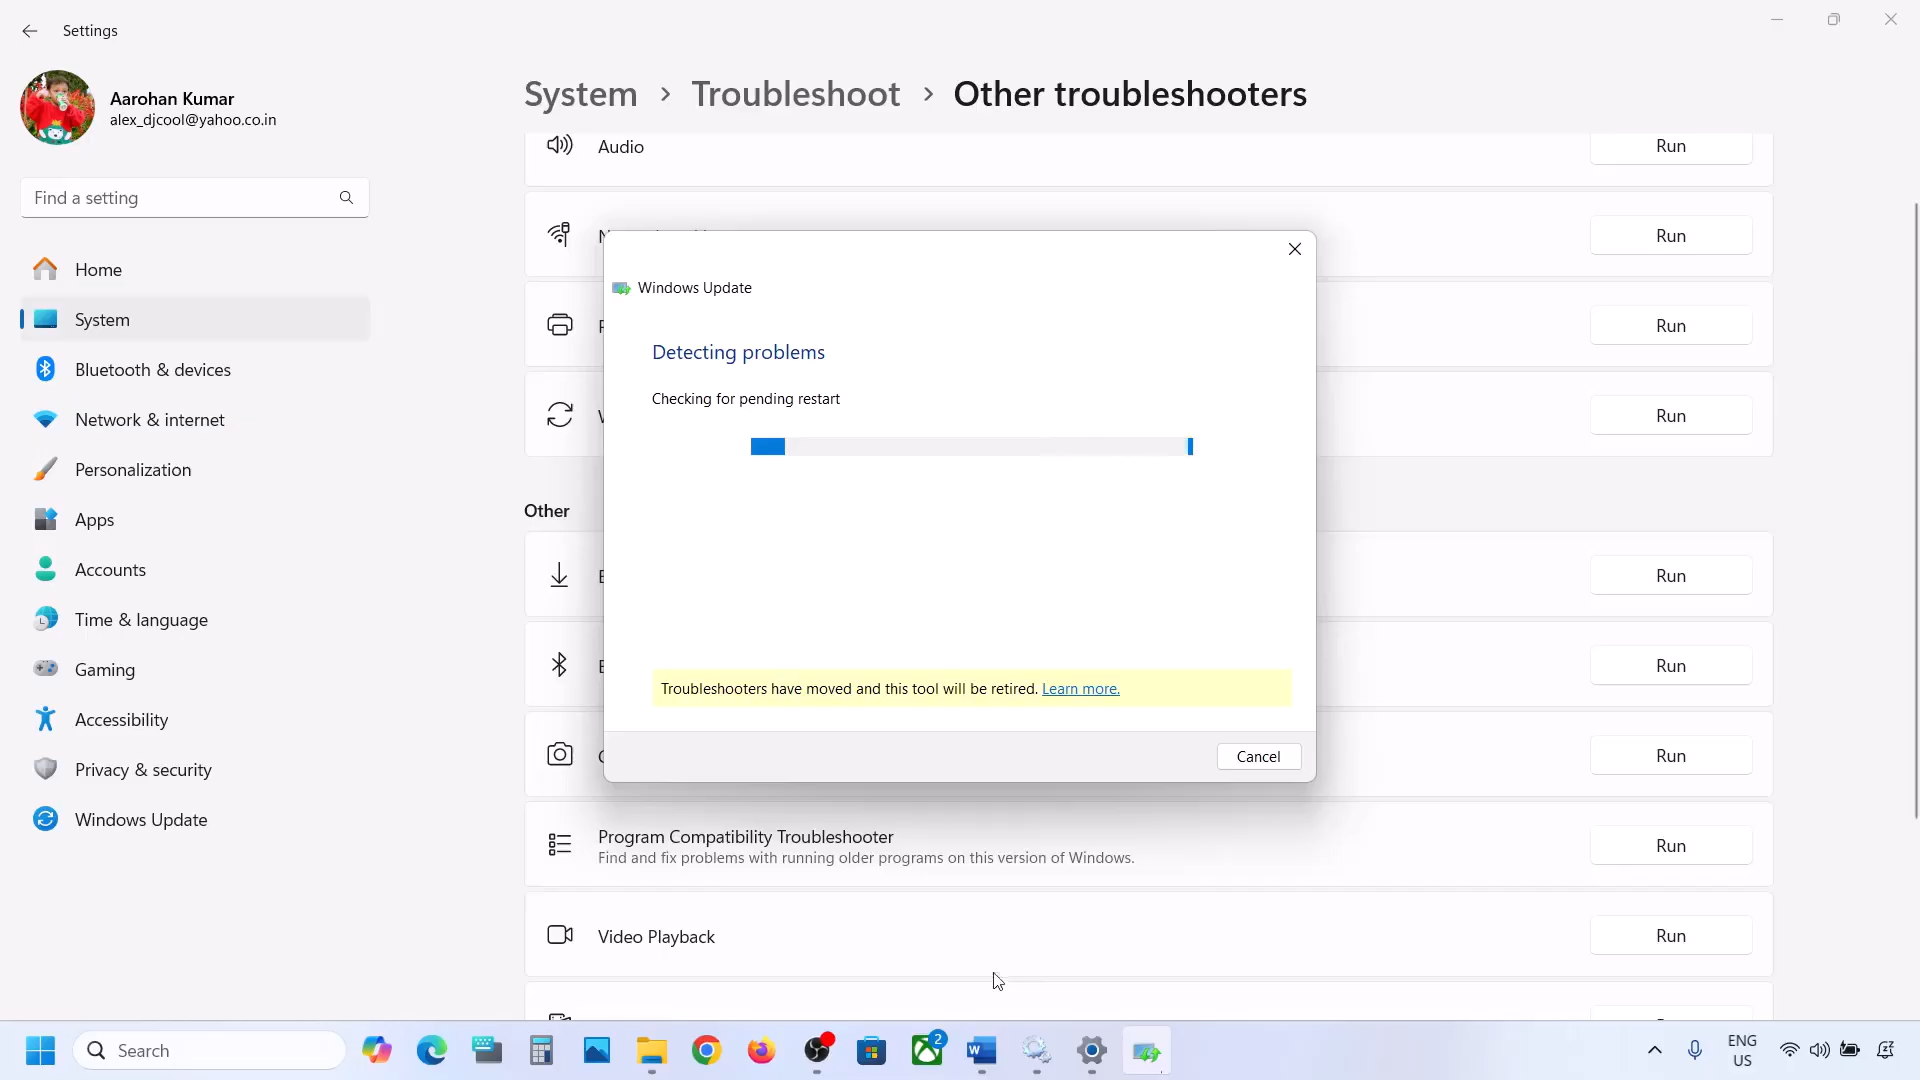 Settings
Aarohan Kumar
alex_djcool@yahoo.co.in
Find a setting
Home
System
Bluetooth & devices
Network & internet
Personalization
Apps
Accounts
Time & language
Gaming
Accessibility
Privacy & security
Windows Update
System > Troubleshoot > Other troubleshooters
Audio
Run
Run
Run
Run
Other
Run
Run
Run
Program Compatibility Troubleshooter
Find and fix problems with running older programs on this version of Windows.
Run
Video Playback
Run
Windows Update
Detecting problems
Checking for pending restart
Troubleshooters have moved and this tool will be retired. Learn more.
Cancel
Search
2
ENG
US